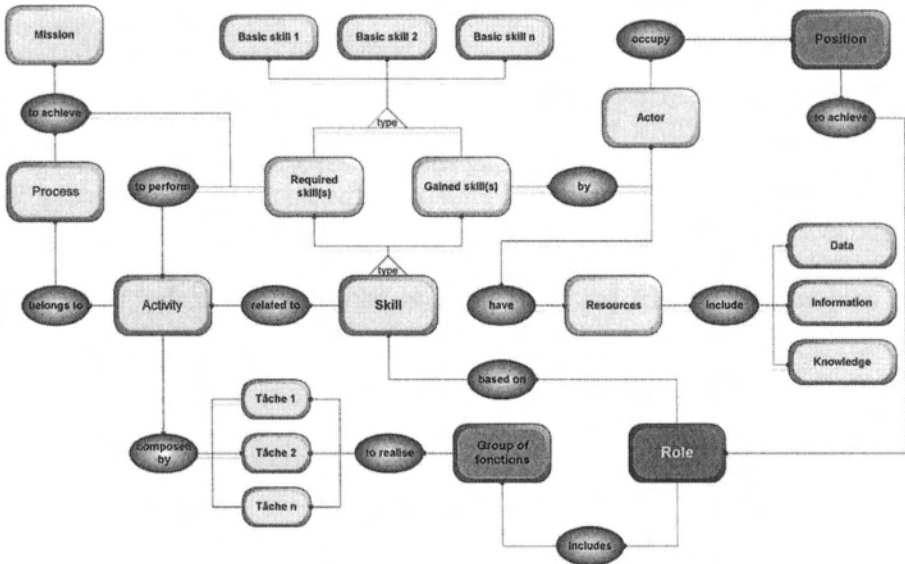 Mission
Basic skill 1
Basic skill 2
Basic skill n
occupy
Position
to achieve
type
Actor
to achieve
Process
to perform
Required
skill(s)
Gained skill(s)
by
Data
type
belongs to
Activity
related to
Skill
have
Resources
include
Information
Knowledge
based on
Tâche 1
composed
by
Tâche 2
to realise
Group of
fonctions
Role
Tâche n
includes